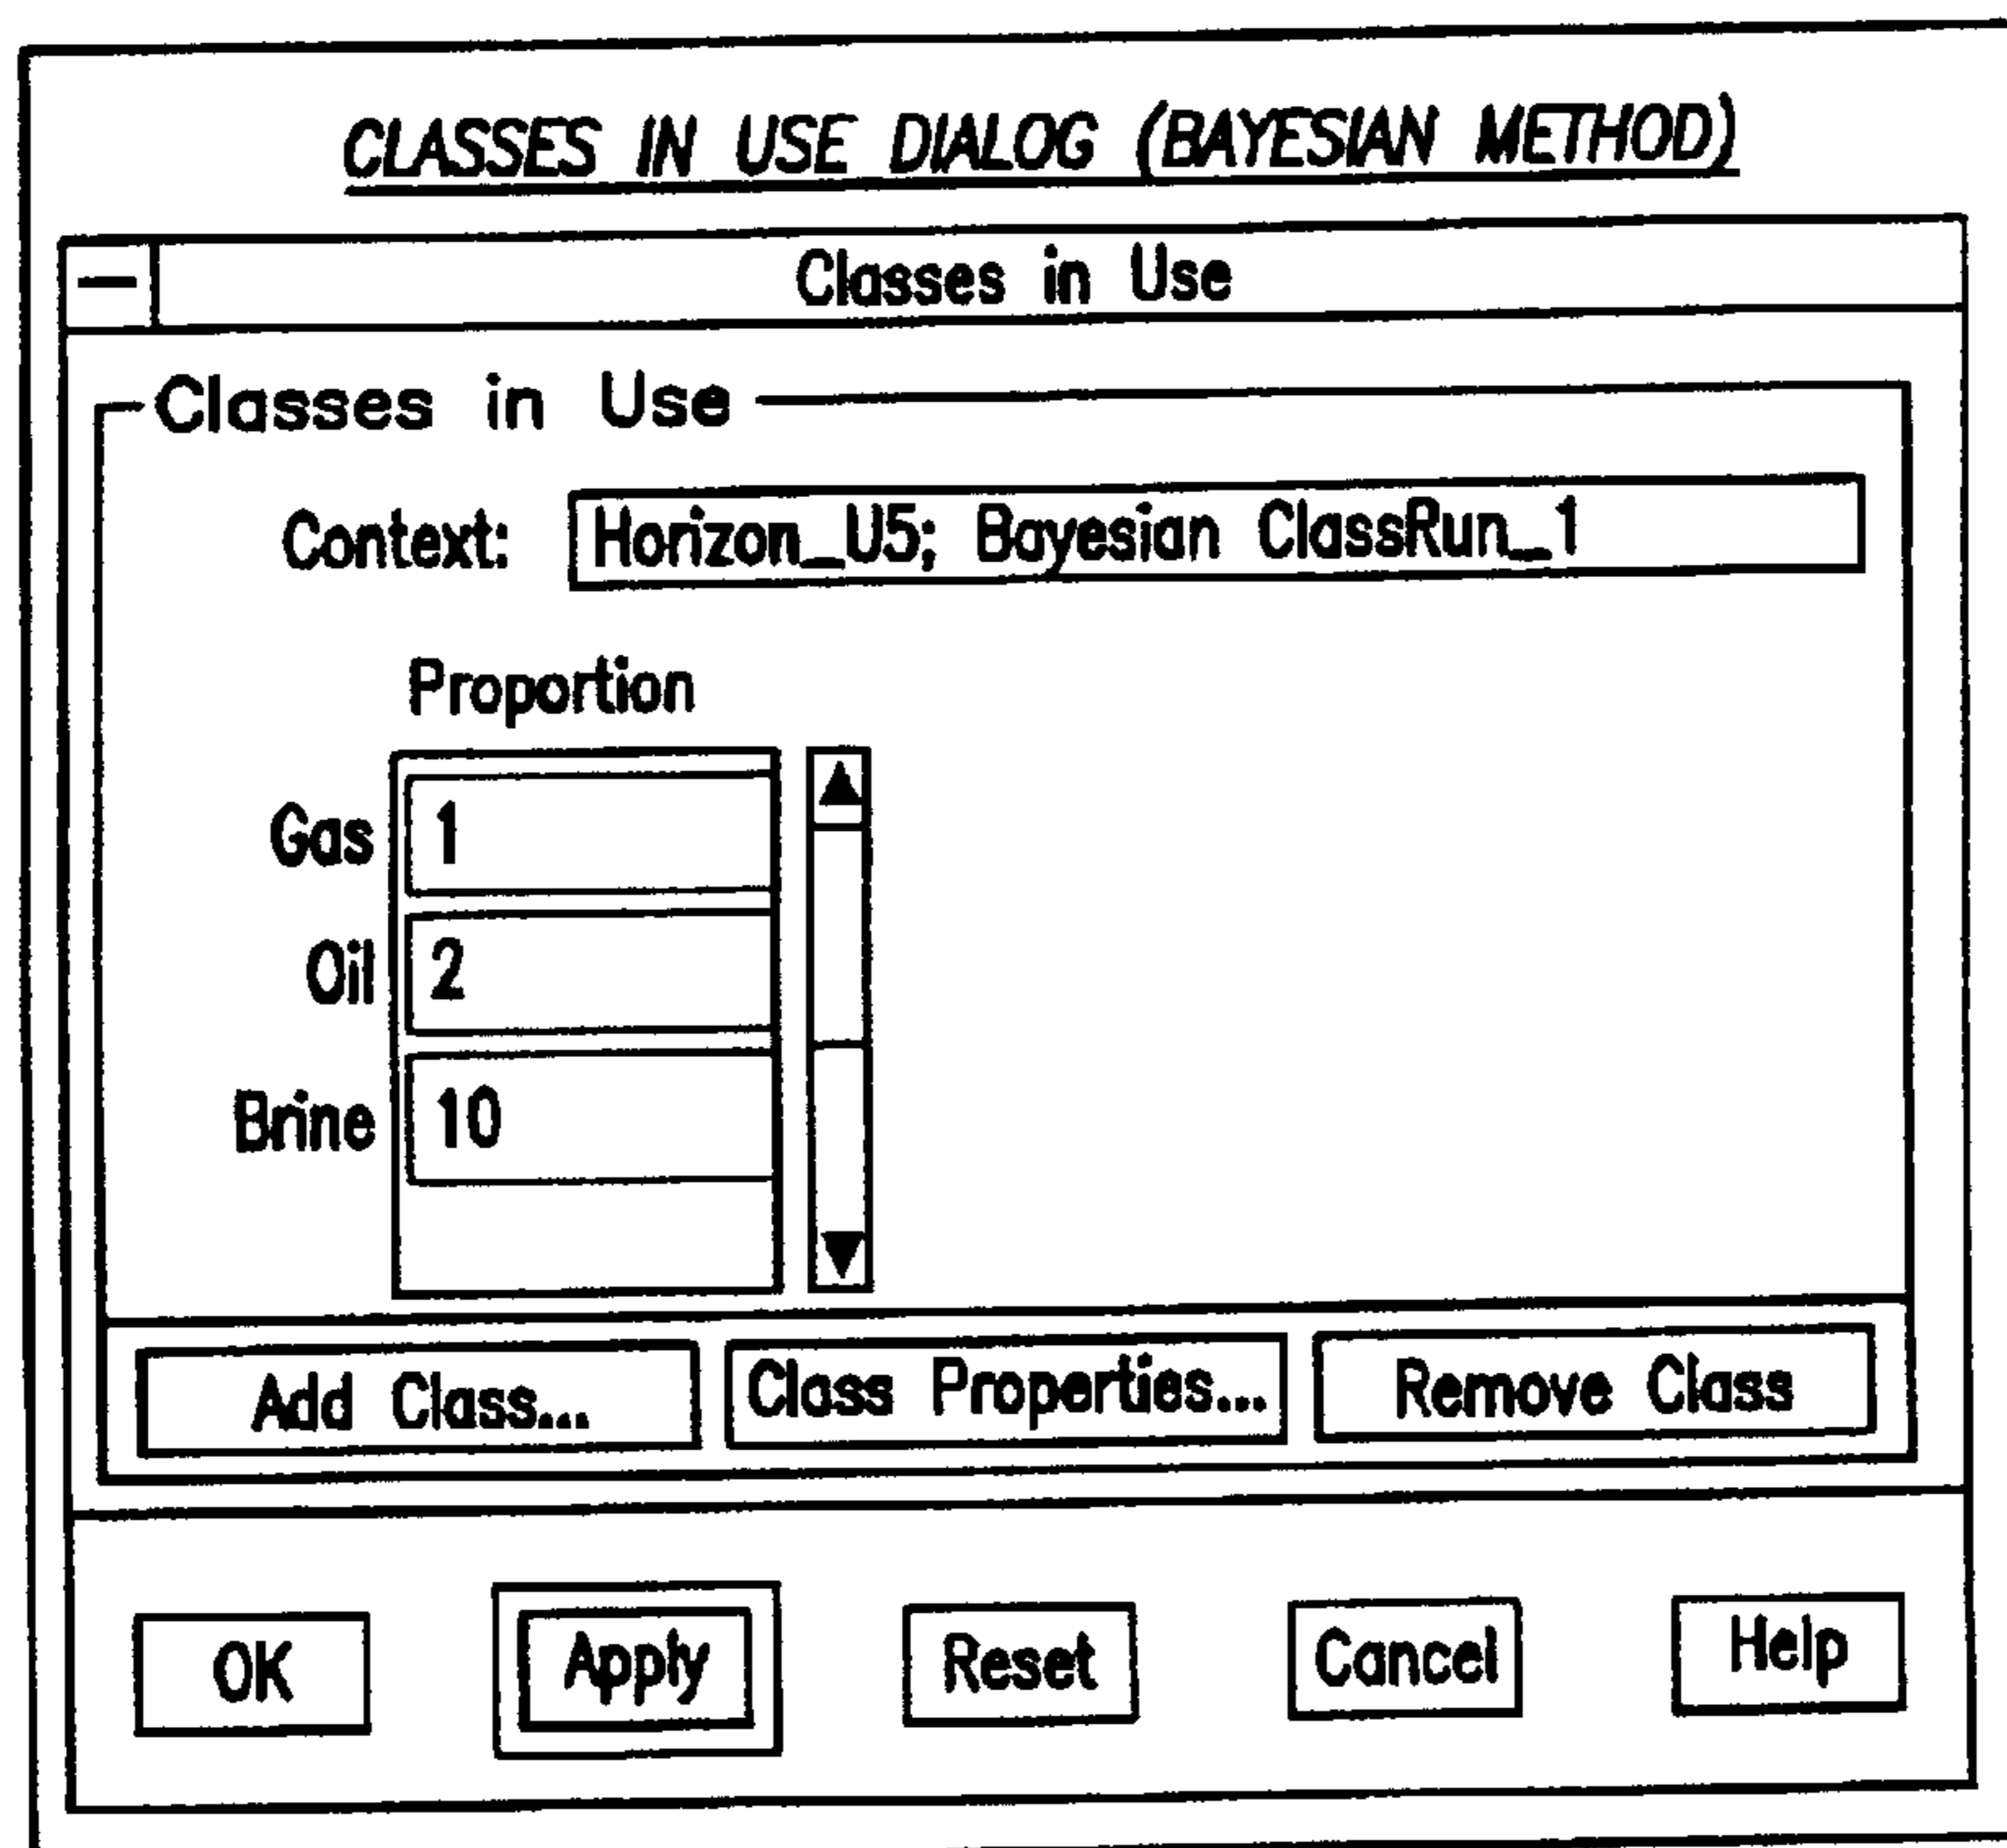 CLASSES IN USE DIALOG (BAYESIAN METHOD)
Classes in Use
Classes in Use
Context: Horizon_U5; Bayesian ClassRun_1
Proportion
Gas 1
Oil 2
Brine 10
Add Class... Class Properties... Remove Class
OK Apply Reset Cancel Help